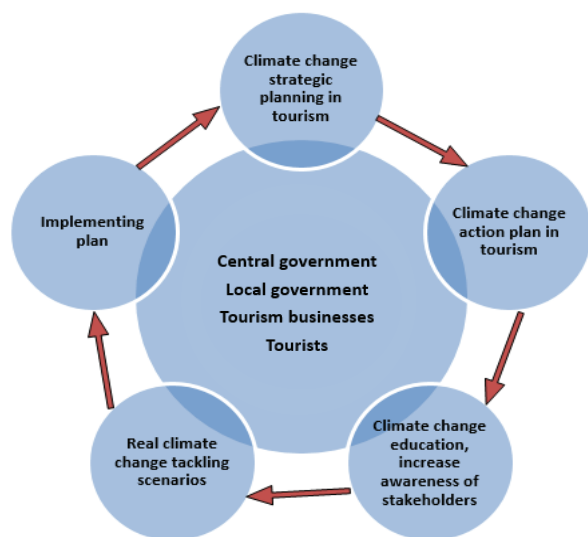 Climate change
strategic
planning in
tourism
Climate change
action plan in
tourism
Climate change
education,
increase
awareness of
stakeholders
Real climate
change tackling
scenarios
Implementing
plan
Central government
Local government
Tourism businesses
Tourists